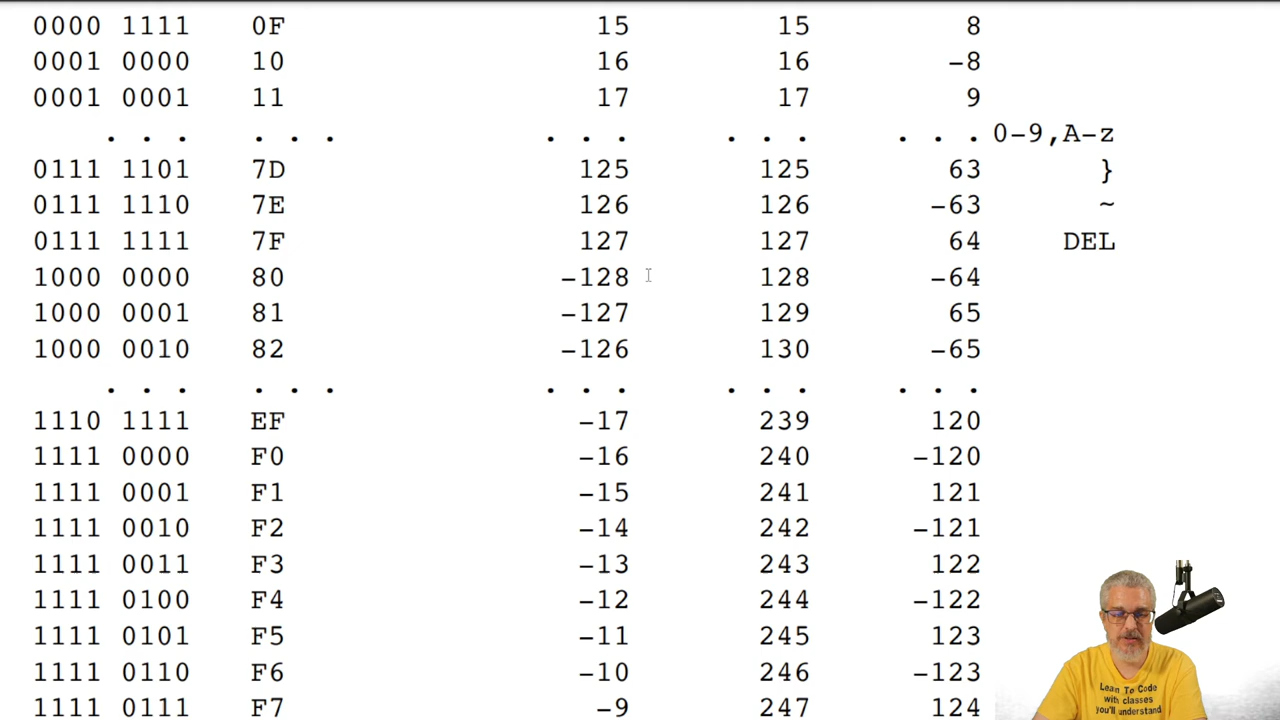 0000 1111 0F 15 15 8
0001 0000 10 16 16 -8
0001 0001 11 17 17 9
. . . . . . . . . . . . . . . 0-9,A-z
0111 1101 7D 125 125 63 }
0111 1110 7E 126 126 -63 ~
0111 1111 7F 127 127 64 DEL
1000 0000 80 -128 128 -64
1000 0001 81 -127 129 65
1000 0010 82 -126 130 -65
. . . . . . . . . . . . . . .
1110 1111 EF -17 239 120
1111 0000 F0 -16 240 -120
1111 0001 F1 -15 241 121
1111 0010 F2 -14 242 -121
1111 0011 F3 -13 243 122
1111 0100 F4 -12 244 -122
1111 0101 F5 -11 245 123
1111 0110 F6 -10 246 -123
1111 0111 F7 -9 247 124
Learn To Code
with classes
you'll understand